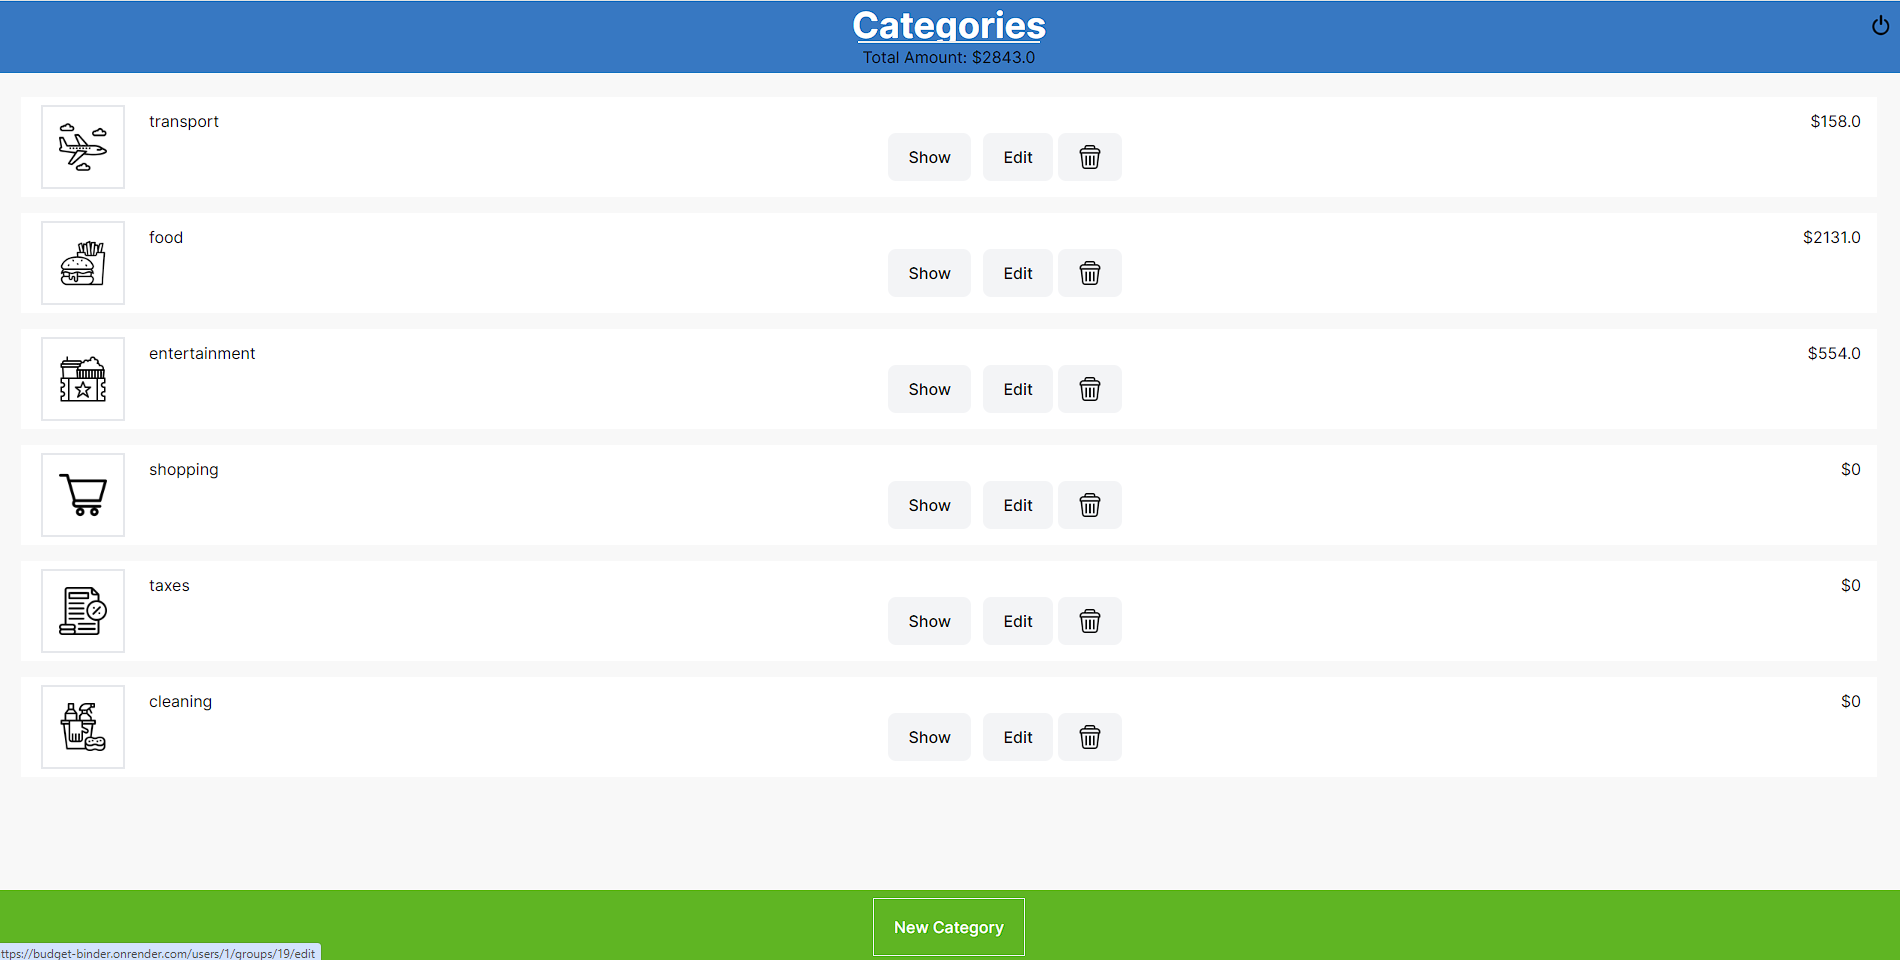 Categories
Total Amount: $2843.0
transport
$158.0
Show Edit
food
$2131.0
Show Edit
entertainment
$554.0
Show Edit
shopping
$0
Show Edit
taxes
$0
Show Edit
cleaning
$0
Show Edit
New Category
ttps://budget-binder.onrender.com/users/1/groups/19/edit